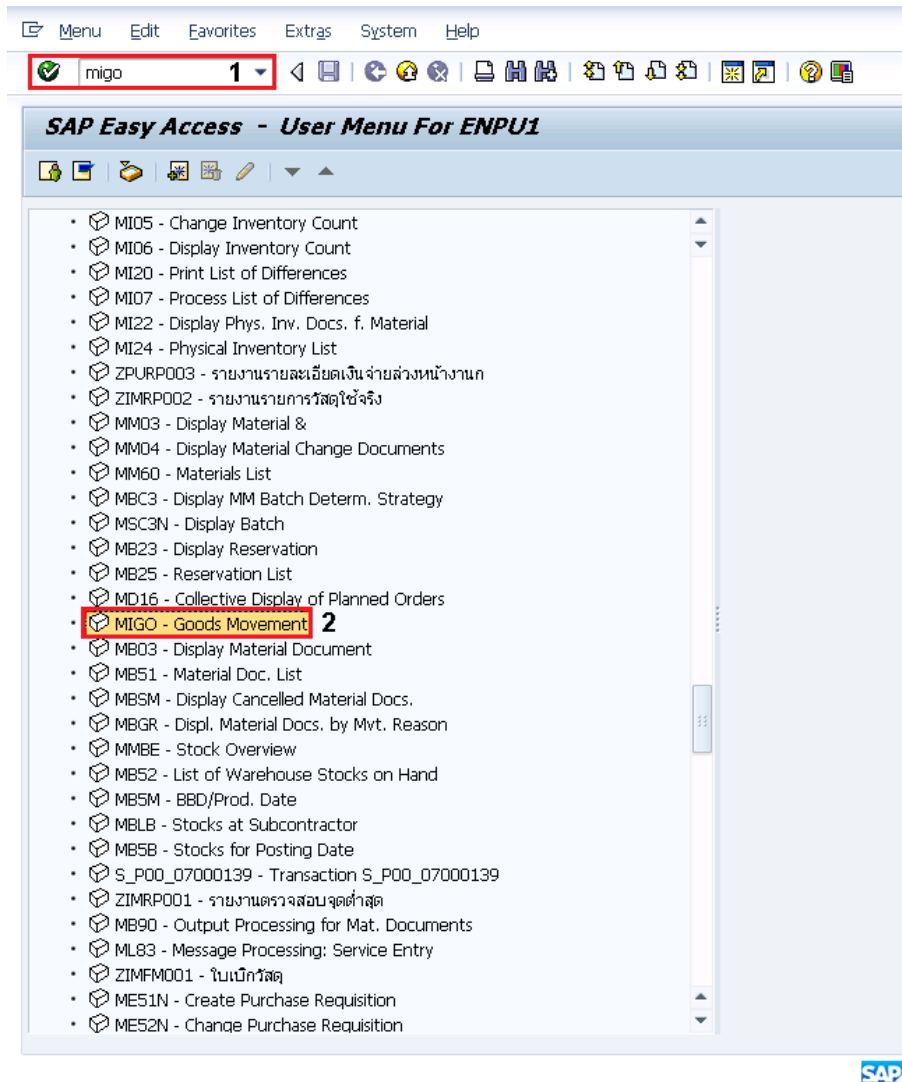 Menu Edit Favorites Extras System Help
migo 1
SAP Easy Access - User Menu For ENPU1
MI05 - Change Inventory Count
MI06 - Display Inventory Count
MI20 - Print List of Differences
MI07 - Process List of Differences
MI22 - Display Phys. Inv. Docs. f. Material
MI24 - Physical Inventory List
ZPURP003 - รายงานรายละเอียดเงินจ่ายล่วงหน้างานก
ZIMRP002 - รายงานรายการวัสดุใช้จริง
MM03 - Display Material &
MM04 - Display Material Change Documents
MM60 - Materials List
MBC3 - Display MM Batch Determ. Strategy
MSC3N - Display Batch
MB23 - Display Reservation
MB25 - Reservation List
MD16 - Collective Display of Planned Orders
MIGO - Goods Movement 2
MB03 - Display Material Document
MB51 - Material Doc. List
MBSM - Display Cancelled Material Docs.
MBGR - Displ. Material Docs. by Mvt. Reason
MMBE - Stock Overview
MB52 - List of Warehouse Stocks on Hand
MB5M - BBD/Prod. Date
MBLB - Stocks at Subcontractor
MB5B - Stocks for Posting Date
S_P00_07000139 - Transaction S_P00_07000139
ZIMRP001 - รายงานตรวจสอบจุดต่ำสุด
MB90 - Output Processing for Mat. Documents
ML83 - Message Processing: Service Entry
ZIMFM001 - ใบเบิกวัสดุ
ME51N - Create Purchase Requisition
ME52N - Change Purchase Requisition
SAP